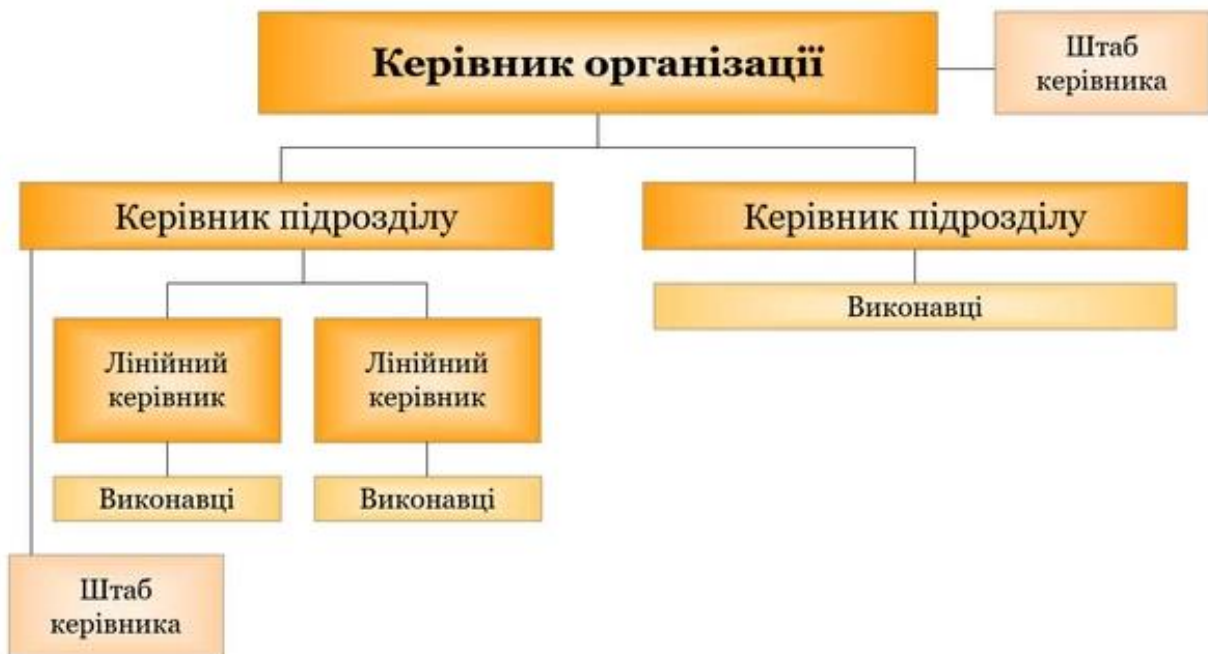 Керівник організації
Штаб
керівника
Керівник підрозділу
Керівник підрозділу
Виконавці
Лінійний
керівник
Лінійний
керівник
Виконавці
Виконавці
Штаб
керівника